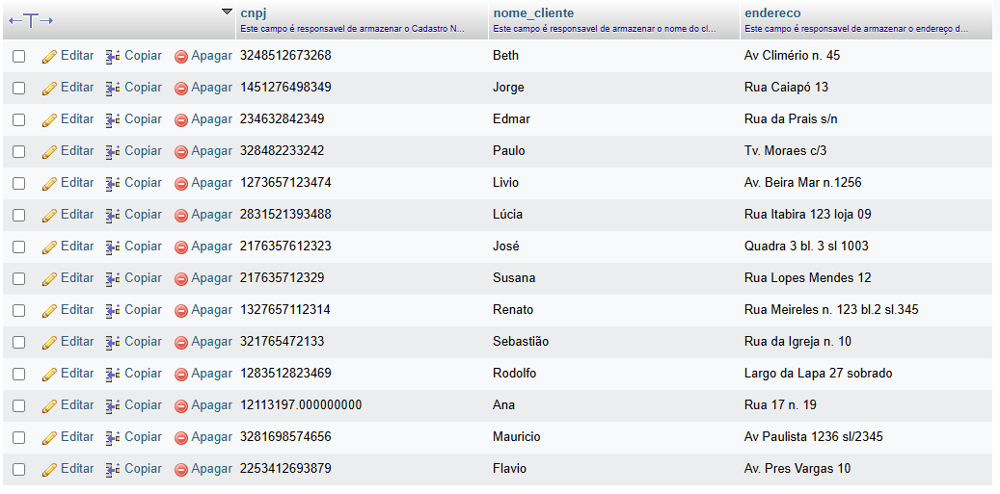 cnpj nome_cliente endereco
Este campo é responsavel de armazenar o Cadastro N... Este campo é responsavel de armazenar o nome do cl... Este campo é responsavel de armazenar o endereço d...
Editar Copiar Apagar 3248512673268 Beth Av Climério n. 45
Editar Copiar Apagar 1451276498349 Jorge Rua Caiapó 13
Editar Copiar Apagar 234632842349 Edmar Rua da Prais s/n
Editar Copiar Apagar 328482233242 Paulo Tv. Moraes c/3
Editar Copiar Apagar 1273657123474 Livio Av. Beira Mar n.1256
Editar Copiar Apagar 2831521393488 Lúcia Rua Itabira 123 loja 09
Editar Copiar Apagar 2176357612323 José Quadra 3 bl. 3 sl 1003
Editar Copiar Apagar 217635712329 Susana Rua Lopes Mendes 12
Editar Copiar Apagar 1327657112314 Renato Rua Meireles n. 123 bl.2 sl.345
Editar Copiar Apagar 321765472133 Sebastião Rua da Igreja n. 10
Editar Copiar Apagar 1283512823469 Rodolfo Largo da Lapa 27 sobrado
Editar Copiar Apagar 12113197.000000000 Ana Rua 17 n. 19
Editar Copiar Apagar 3281698574656 Mauricio Av Paulista 1236 sl/2345
Editar Copiar Apagar 2253412693879 Flavio Av. Pres Vargas 10